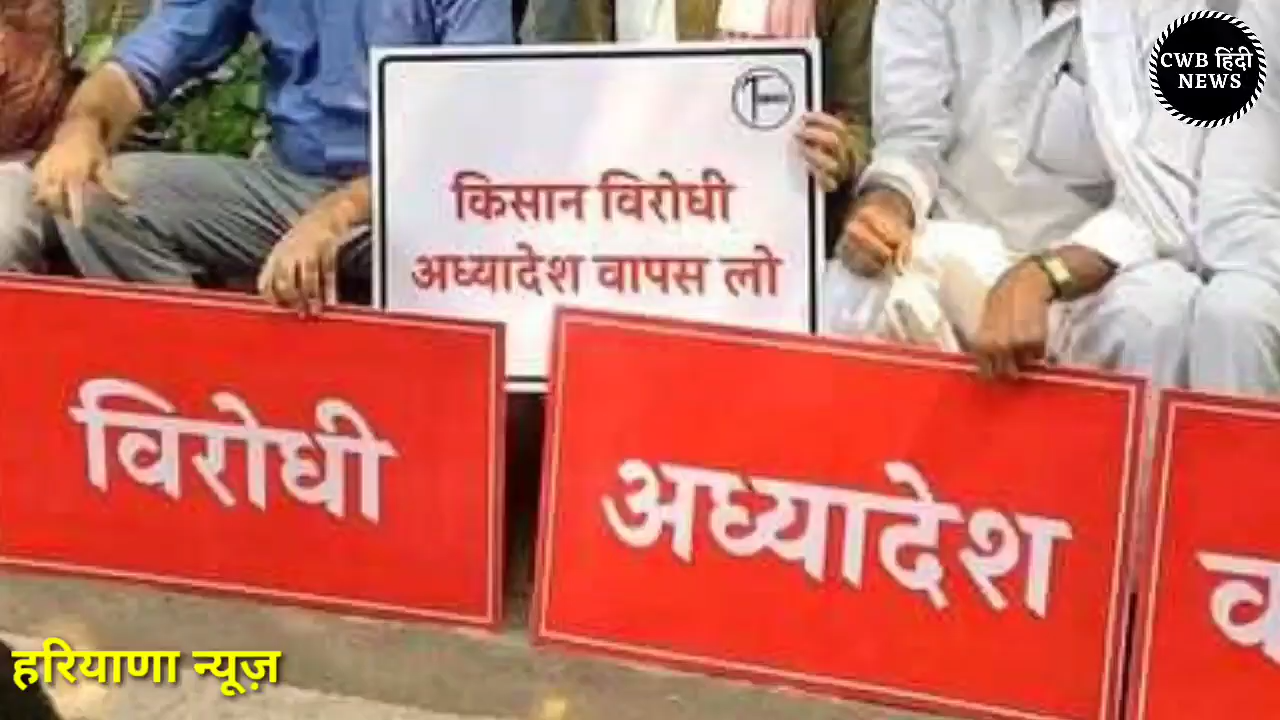 CWB हिंदी
NEWS
किसान विरोधी
अध्यादेश वापस लो
विरोधी
अध्यादेश
हरियाणा न्यूज़